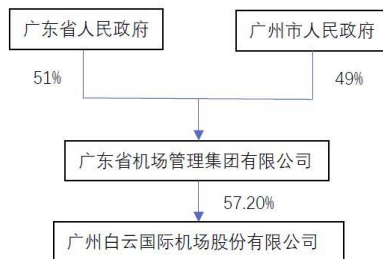 广东省人民政府
广州市人民政府
51%
49%
广东省机场管理集团有限公司
57.20%
广州白云国际机场股份有限公司